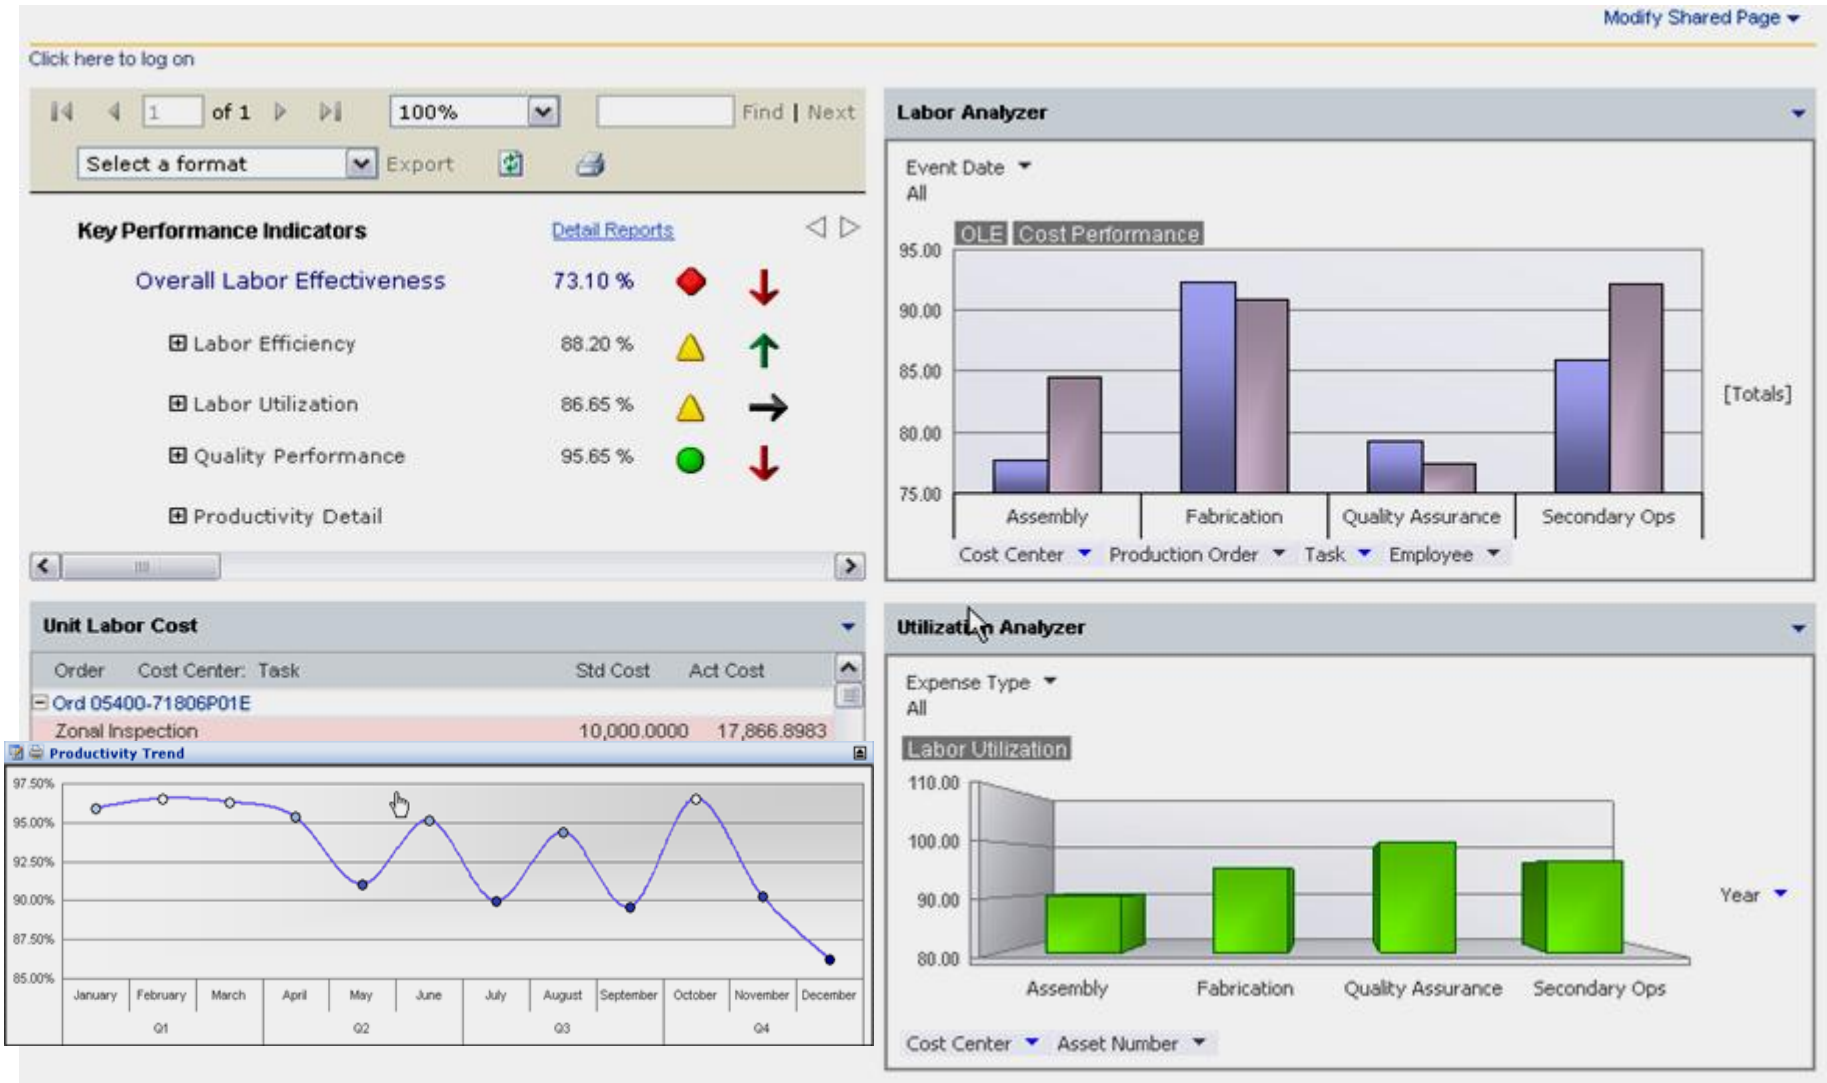 Modify Shared Page
Click here to log on
1 of 1 100% Find | Next
Select a format Export
Key Performance Indicators Detail Reports
Overall Labor Effectiveness 73.10 %
Labor Efficiency 88.20 %
Labor Utilization 86.65 %
Quality Performance 95.65 %
Productivity Detail
Labor Analyzer
Event Date
All
OLE Cost Performance
95.00
90.00
85.00
80.00
75.00
[Totals]
Assembly Fabrication Quality Assurance Secondary Ops
Cost Center Production Order Task Employee
Unit Labor Cost
Order Cost Center: Task Std Cost Act Cost
Ord 05400-71806P01E
Zonal Inspection 10,000.0000 17,866.8983
Productivity Trend
97.50%
95.00%
92.50%
90.00%
87.50%
85.00%
January February March April May June July August September October November December
Q1 Q2 Q3 Q4
Utilization Analyzer
Expense Type
All
Labor Utilization
110.00
100.00
90.00
80.00
Year
Assembly Fabrication Quality Assurance Secondary Ops
Cost Center Asset Number